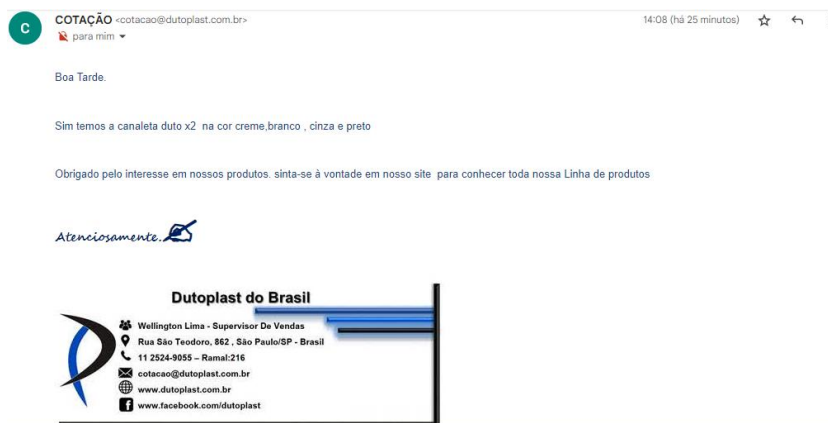 C
COTAÇÃO <cotacao@dutoplast.com.br>
14:08 (há 25 minutos)
para mim
Boa Tarde.
Sim temos a canaleta duto x2 na cor creme,branco , cinza e preto
Obrigado pelo interesse em nossos produtos. sinta-se à vontade em nosso site para conhecer toda nossa Linha de produtos
Atenciosamente.
Dutoplast do Brasil
Wellington Lima - Supervisor De Vendas
Rua São Teodoro, 862 , São Paulo/SP - Brasil
11 2524-9055 – Ramal:216
cotacao@dutoplast.com.br
www.dutoplast.com.br
f www.facebook.com/dutoplast